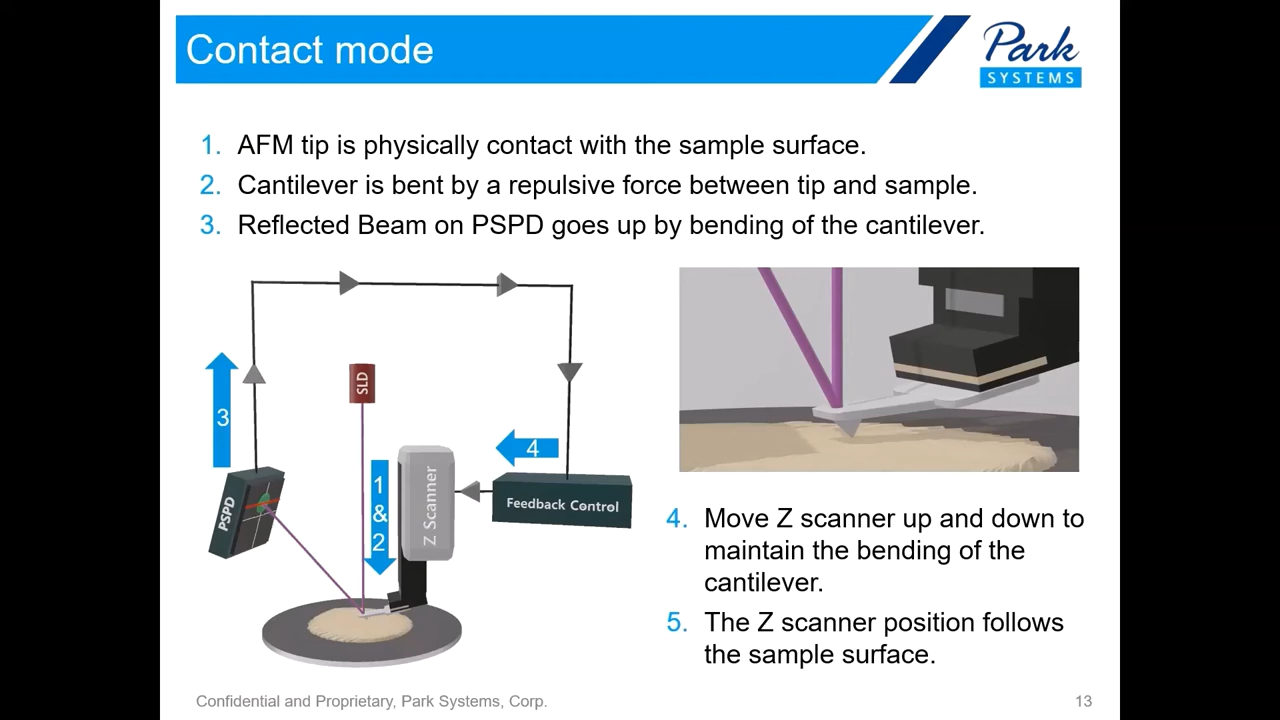 Contact mode
Park
SYSTEMS
1. AFM tip is physically contact with the sample surface.
2. Cantilever is bent by a repulsive force between tip and sample.
3. Reflected Beam on PSPD goes up by bending of the cantilever.
3
SLD
4
1
&
2
Z Scanner
PSPD
Feedback Control
4. Move Z scanner up and down to
maintain the bending of the
cantilever.
5. The Z scanner position follows
the sample surface.
Confidential and Proprietary, Park Systems, Corp.
13